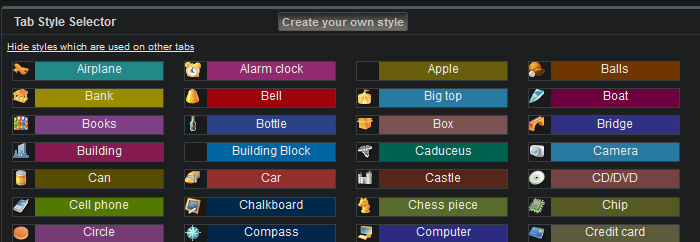 Tab Style Selector
Create your own style
Hide styles which are used on other tabs
Airplane Alarm clock Apple Balls
Bank Bell Big top Boat
Books Bottle Box Bridge
Building Building Block Caduceus Camera
Can Car Castle CD/DVD
Cell phone Chalkboard Chess piece Chip
Circle Compass Computer Credit card